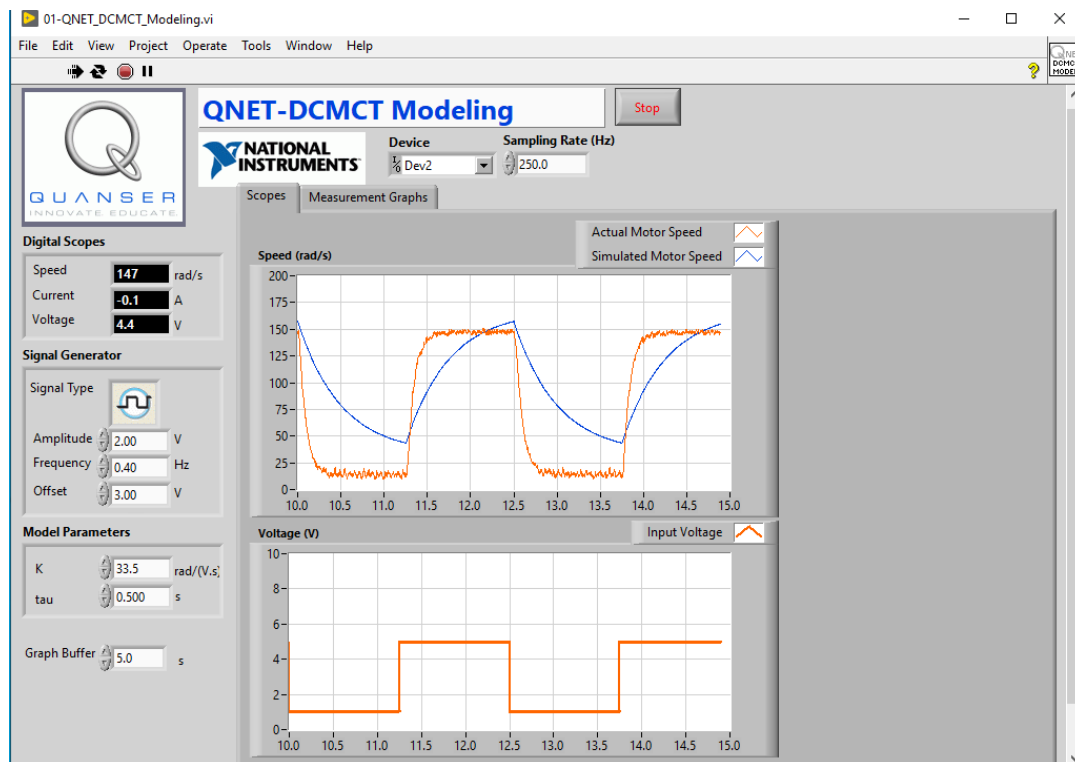 01-QNET_DCMCT_Modeling.vi
File Edit View Project Operate Tools Window Help
QNET
DCMCT
MODEL
QUANSER
INNOVATE. EDUCATE.
QNET-DCMCT Modeling
Stop
NATIONAL
INSTRUMENTS
Device
Dev2
Sampling Rate (Hz)
250.0
Scopes
Measurement Graphs
Digital Scopes
Speed 147 rad/s
Current -0.1 A
Voltage 4.4 V
Signal Generator
Signal Type
Amplitude 2.00 V
Frequency 0.40 Hz
Offset 3.00 V
Model Parameters
K 33.5 rad/(V.s)
tau 0.500 s
Graph Buffer 5.0 s
Actual Motor Speed
Simulated Motor Speed
Speed (rad/s)
200
175
150
125
100
75
50
25
0
10.0 10.5 11.0 11.5 12.0 12.5 13.0 13.5 14.0 14.5 15.0
Voltage (V)
Input Voltage
10
8
6
4
2
0
10.0 10.5 11.0 11.5 12.0 12.5 13.0 13.5 14.0 14.5 15.0